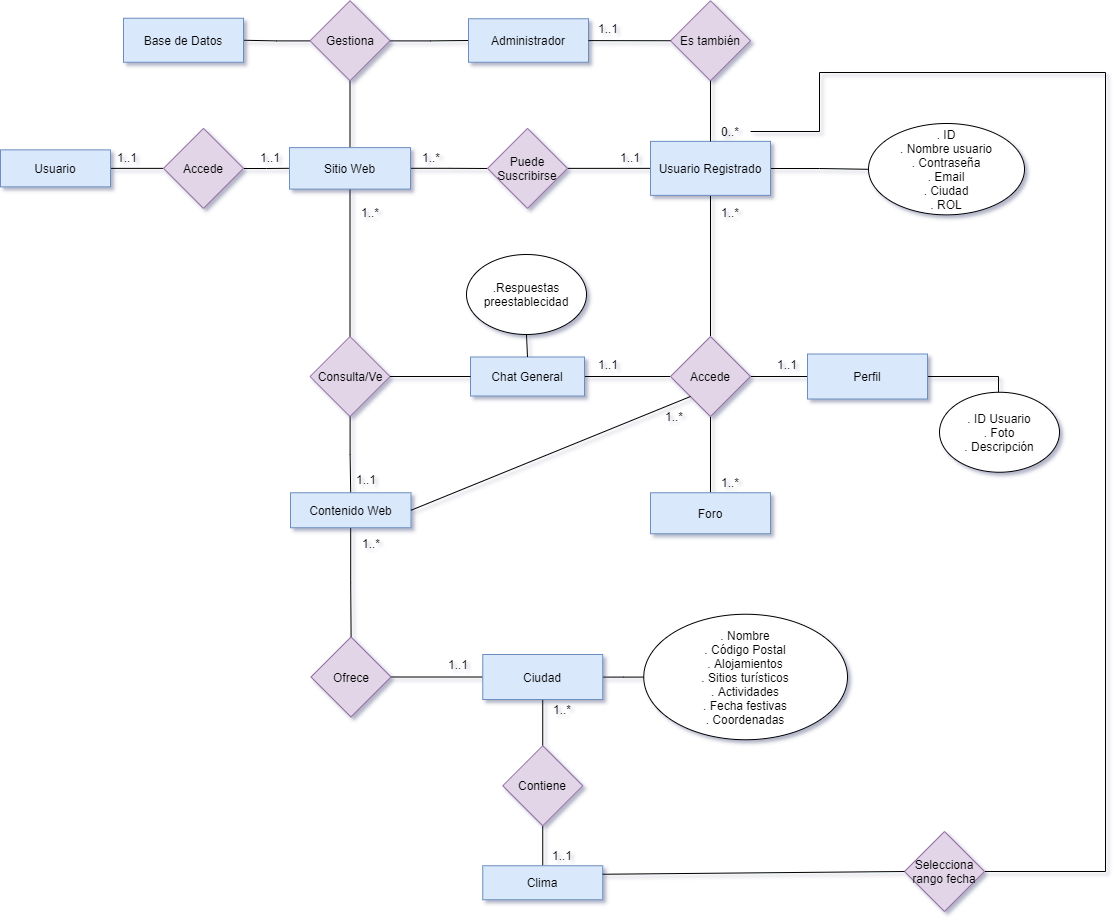 Base de Datos
Gestiona
Administrador
1..1
Es también
0..*
Usuario
1..1
Accede
1..1
Sitio Web
1..*
Puede
Suscribirse
1..1
Usuario Registrado
. ID
. Nombre usuario
. Contraseña
. Email
. Ciudad
. ROL
1..*
1..*
.Respuestas
preestablecidad
Consulta/Ve
Chat General
1..1
Accede
1..1
Perfil
. ID Usuario
. Foto
. Descripción
1..*
1..1
Contenido Web
1..*
1..*
Foro
Ofrece
1..1
Ciudad
. Nombre
. Código Postal
. Alojamientos
. Sitios turísticos
. Actividades
. Fecha festivas
. Coordenadas
1..*
Contiene
1..1
Clima
Selecciona
rango fecha